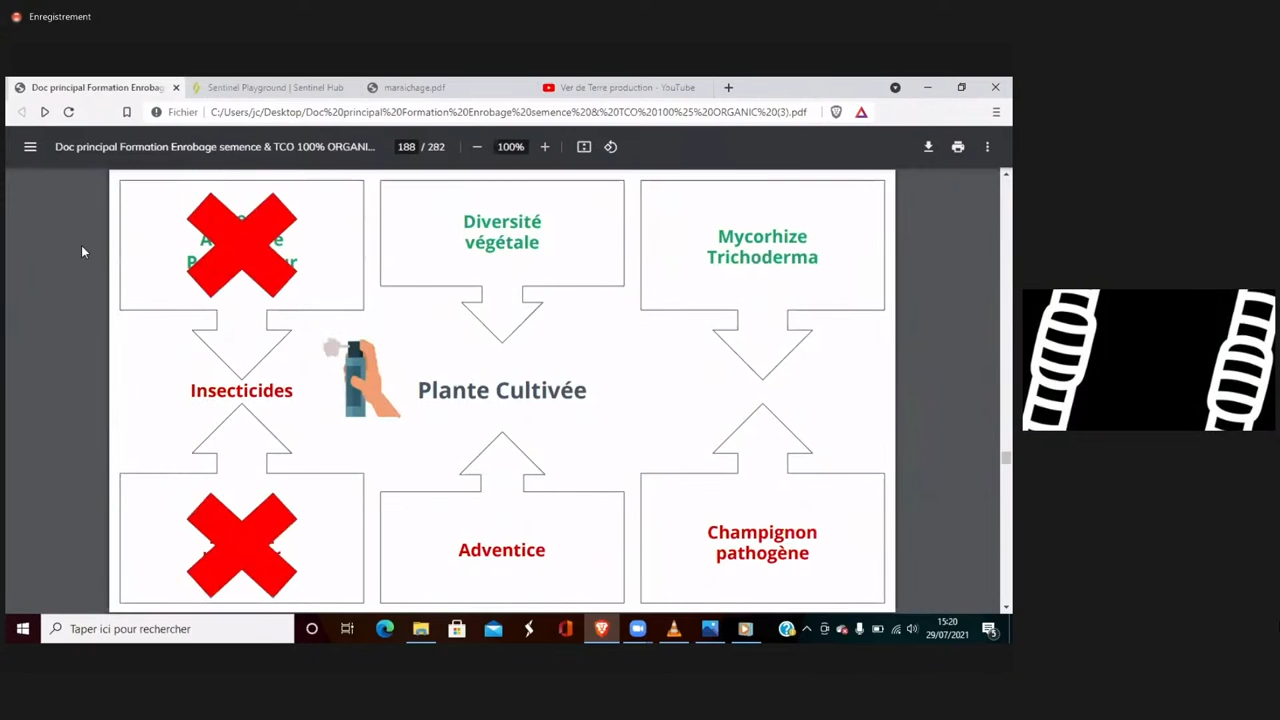 Enregistrement
Doc principal Formation Enrobag
Sentinel Playground | Sentinel Hub
maraichage.pdf
Ver de Terre production - YouTube
Fichier
C:/Users/jc/Desktop/Doc%20principal%20Formation%20Enrobage%20semence%20&%20TCO%20100%25%20ORGANIC%20(3).pdf
Doc principal Formation Enrobage semence & TCO 100% ORGANI...
188 / 282
100%
Diversité
végétale
Mycorhize
Trichoderma
Insecticides
Plante Cultivée
Adventice
Champignon
pathogène
Taper ici pour rechercher
15:20
29/07/2021
5